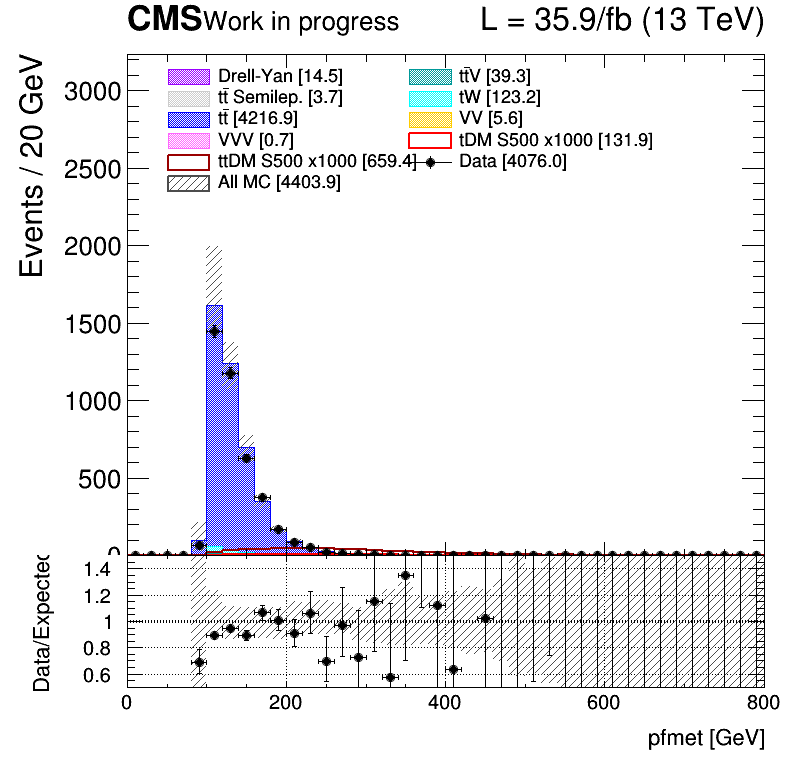 CMS Work in progress L = 35.9/fb (13 TeV)
Events / 20 GeV
3000
2500
2000
1500
1000
500
0
Drell-Yan [14.5]
tt̄V [39.3]
tt̄ Semilep. [3.7]
tW [123.2]
tt̄ [4216.9]
VV [5.6]
VVV [0.7]
tDM S500 x1000 [131.9]
ttDM S500 x1000 [659.4]
Data [4076.0]
All MC [4403.9]
Data/Expected
1.4
1.2
1
0.8
0.6
0 200 400 600 800
pfmet [GeV]